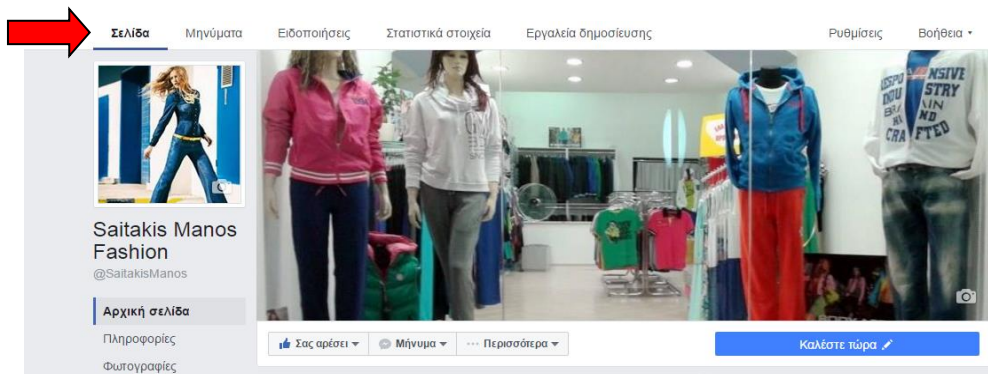 Σελίδα Μηνύματα Ειδοποιήσεις Στατιστικά στοιχεία Εργαλεία δημοσίευσης Ρυθμίσεις Βοήθεια
Saitakis Manos
Fashion
@SaitakisManos
Αρχική σελίδα
Πληροφορίες
Φωτογραφίες
Σας αρέσει Μήνυμα Περισσότερα
Καλέστε τώρα